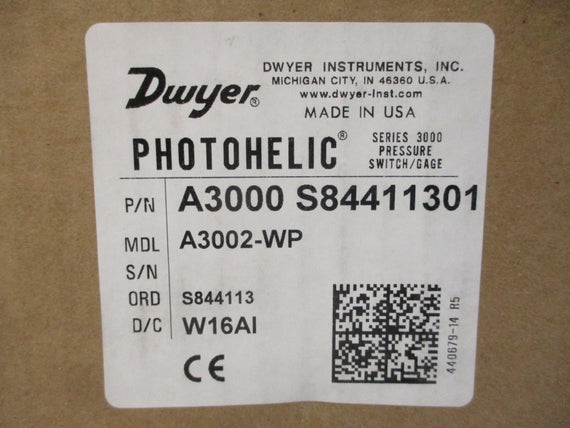 Dwyer®
DWYER INSTRUMENTS, INC.
MICHIGAN CITY, IN 46360 U.S.A.
www.dwyer-inst.com
MADE IN USA
PHOTOHELIC®
SERIES 3000
PRESSURE
SWITCH/GAGE
P/N A3000 S84411301
MDL A3002-WP
S/N
ORD S844113
D/C W16AI
CE
440679-14 R5